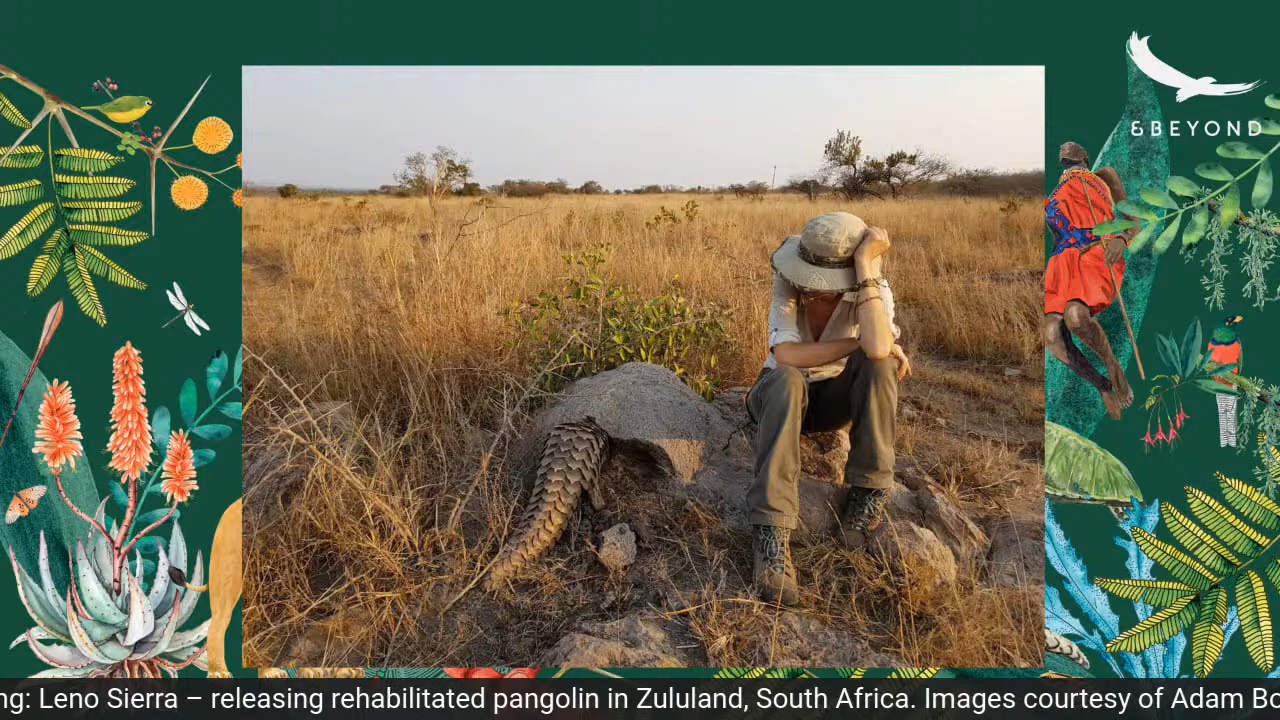 &BEYOND
ng: Leno Sierra – releasing rehabilitated pangolin in Zululand, South Africa. Images courtesy of Adam Bo